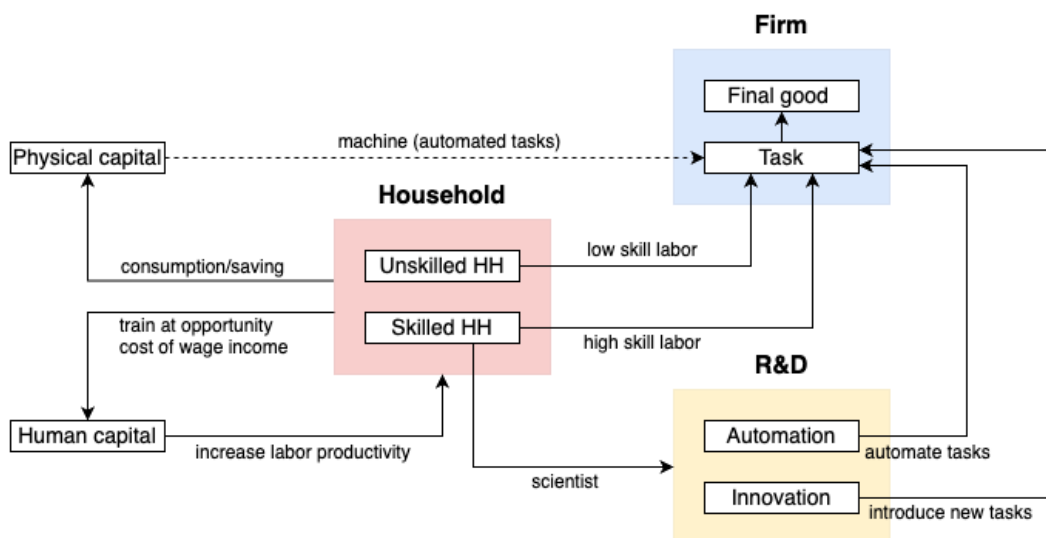 Firm
Final good
machine (automated tasks)
Physical capital
Task
Household
low skill labor
Unskilled HH
consumption/saving
train at opportunity
cost of wage income
Skilled HH
high skill labor
R&D
Human capital
increase labor productivity
Automation
automate tasks
scientist
Innovation
introduce new tasks